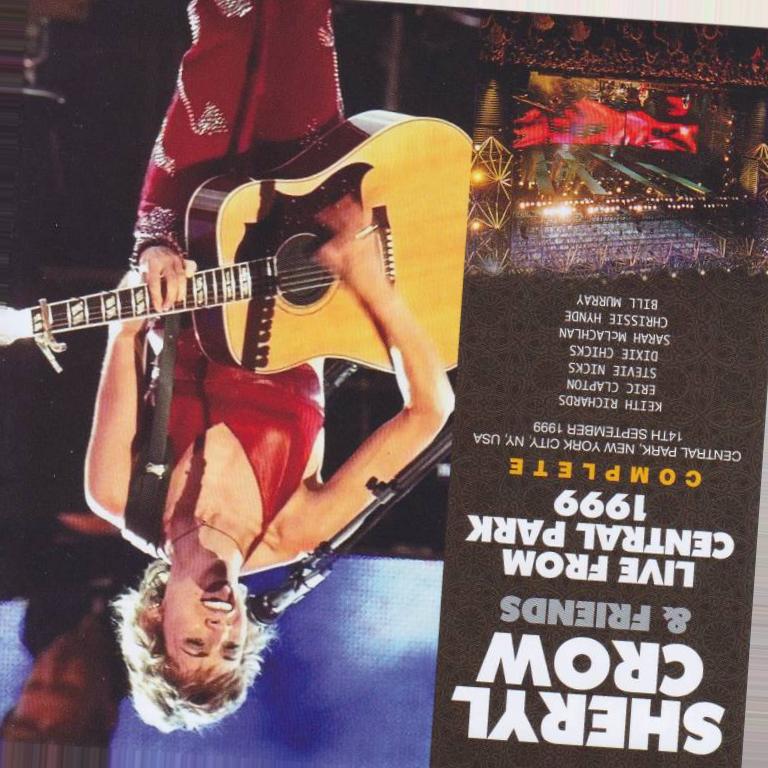 SHERYL
CROW
& FRIENDS
LIVE FROM
CENTRAL PARK
1999
COMPLETE
CENTRAL PARK, NEW YORK CITY, NY, USA
14TH SEPTEMBER 1999
KEITH RICHARDS
ERIC CLAPTON
STEVIE NICKS
DIXIE CHICKS
SARAH McLACHLAN
CHRISSIE HYNDE
BILL MURRAY